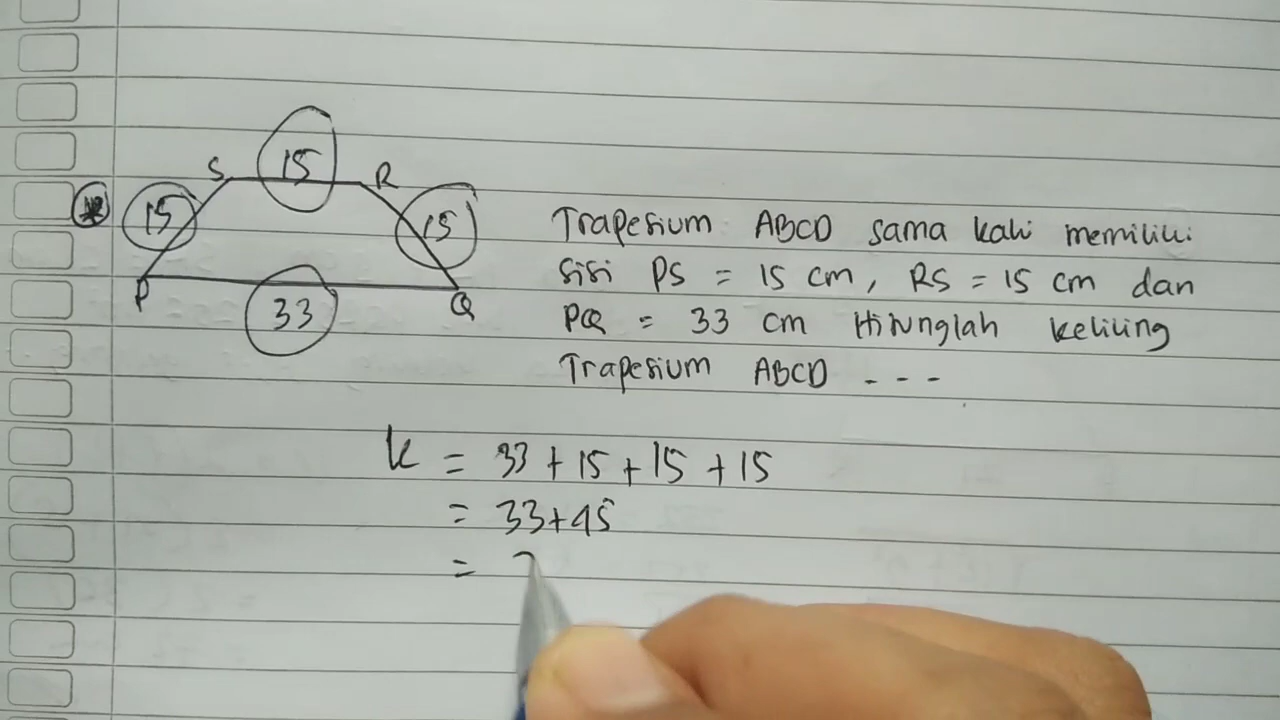 15
S R
15 15
P Q
33
Trapesium ABCD sama kaki memiliki
sisi PS = 15 cm, RS = 15 cm dan
PQ = 33 cm Hitunglah keliling
Trapesium ABCD ---
K = 33 + 15 + 15 + 15
= 33+45
=